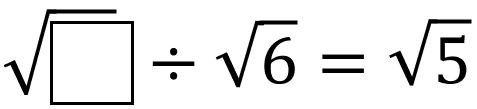 √□ ÷ √6 = √5